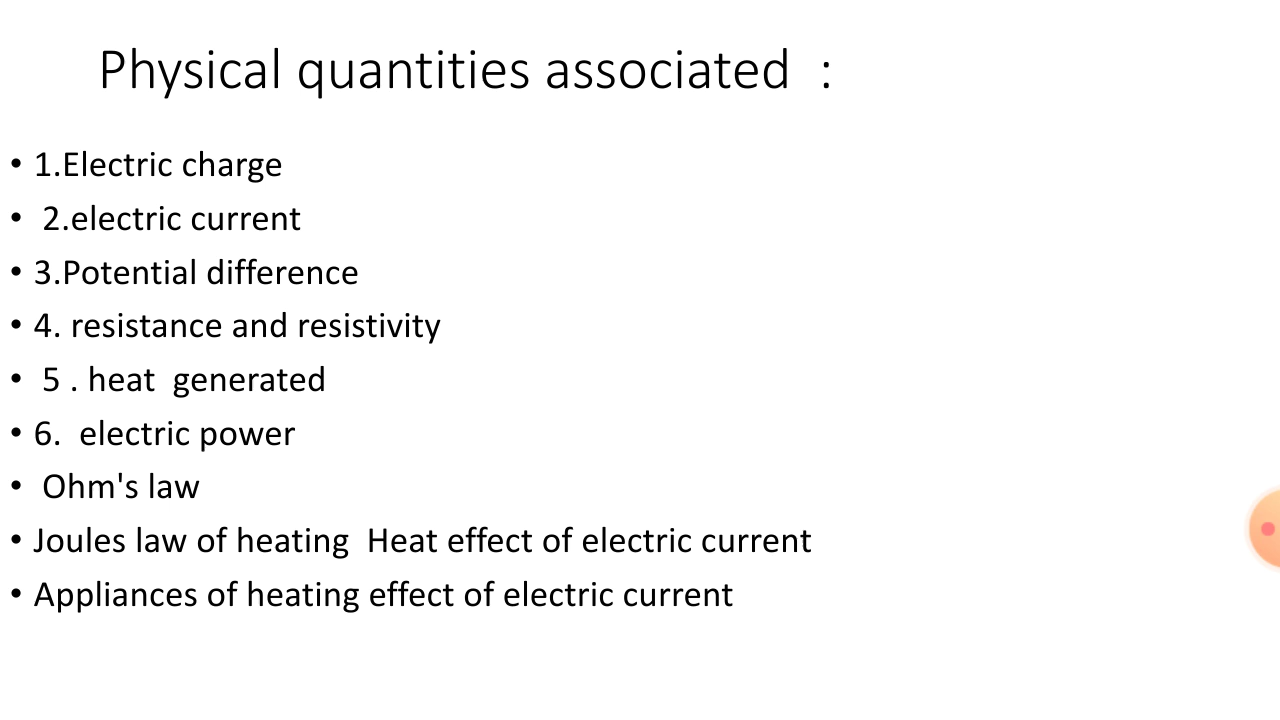 Physical quantities associated  :
• 1.Electric charge
•  2.electric current
• 3.Potential difference
• 4. resistance and resistivity
•  5 . heat  generated
• 6.  electric power
•  Ohm's law
• Joules law of heating  Heat effect of electric current
• Appliances of heating effect of electric current